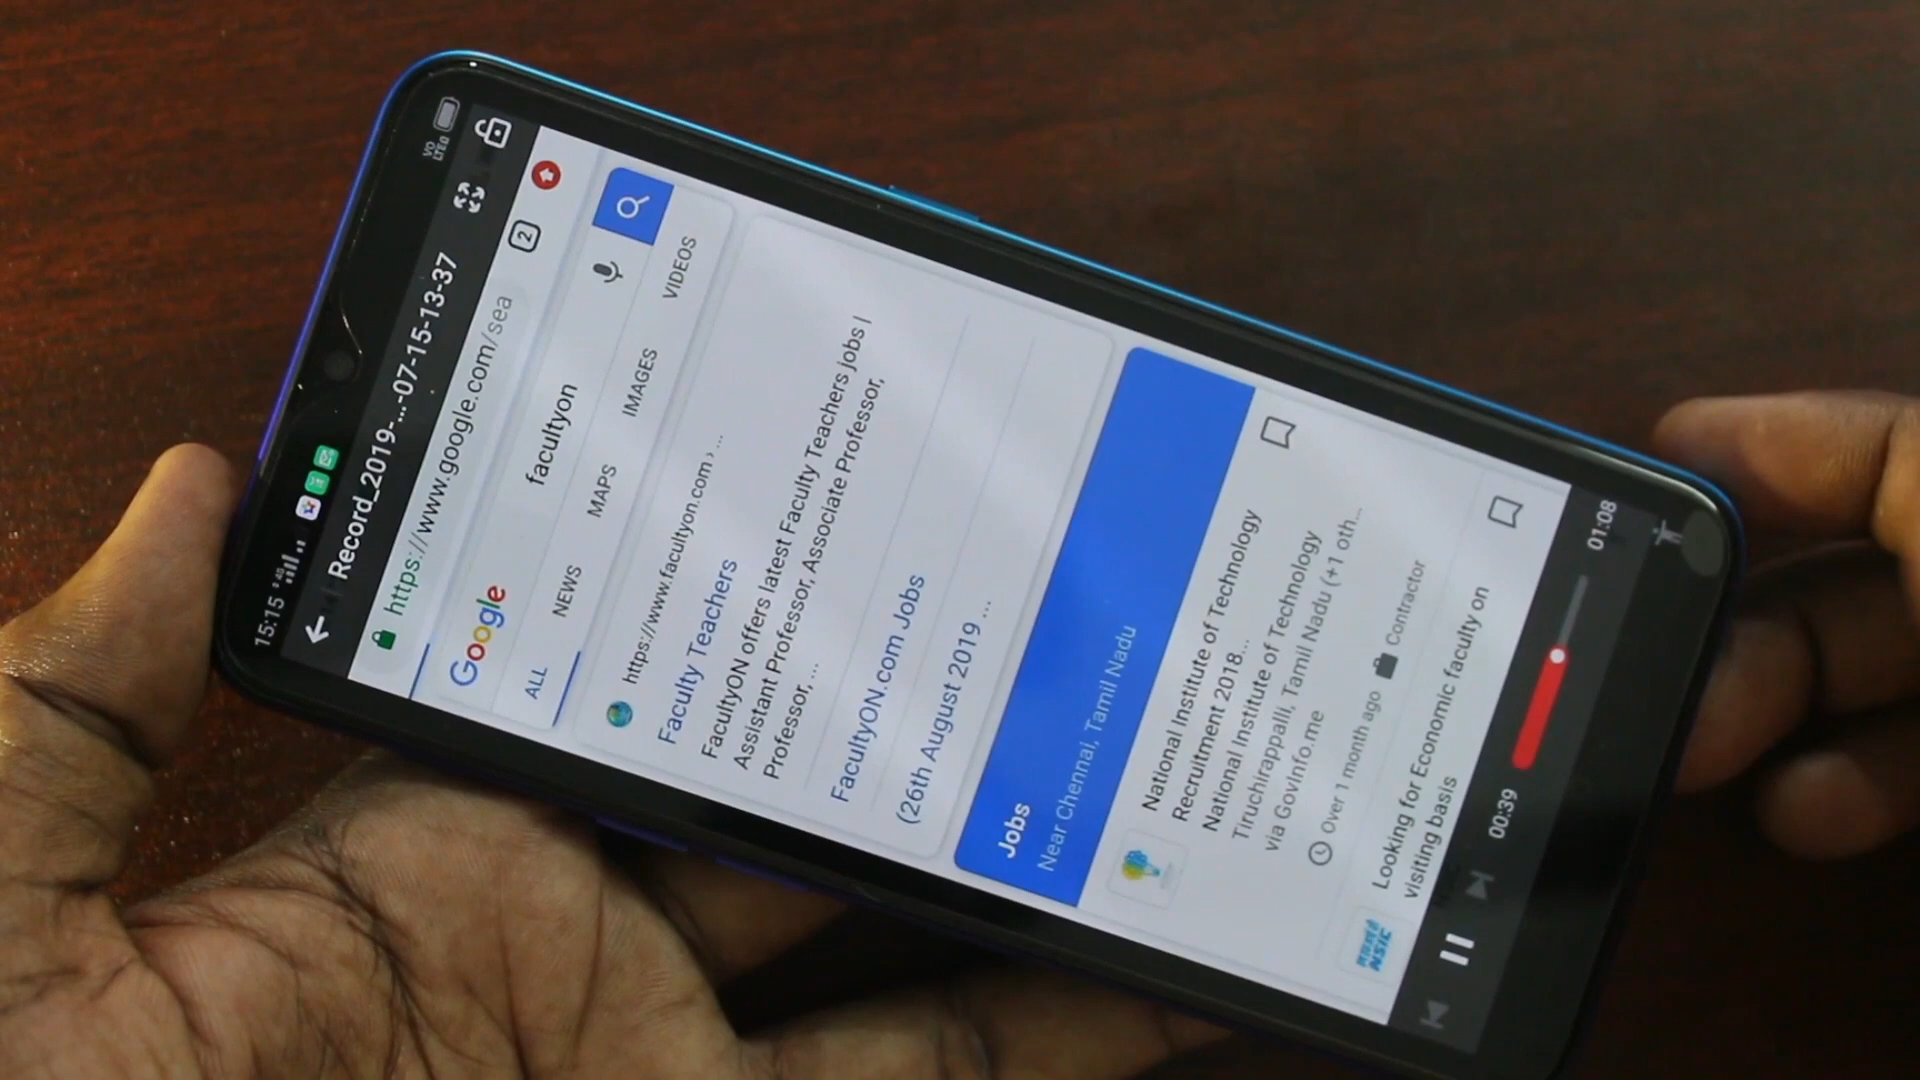 15:15
VO
LTE
Record_2019-...-07-15-13-37
https://www.google.com/sea
2
Google
facultyon
ALL NEWS MAPS IMAGES VIDEOS
https://www.facultyon.com › ...
Faculty Teachers
FacultyON offers latest Faculty Teachers jobs |
Assistant Professor, Associate Professor,
Professor, ...
FacultyON.com Jobs
(26th August 2019 ...
Jobs
Near Chennai, Tamil Nadu
National Institute of Technology
Recruitment 2018...
National Institute of Technology
Tiruchirappalli, Tamil Nadu (+1 oth...
via GovInfo.me
Over 1 month ago Contractor
Looking for Economic faculty on
visiting basis
NSIC
00:39 01:08